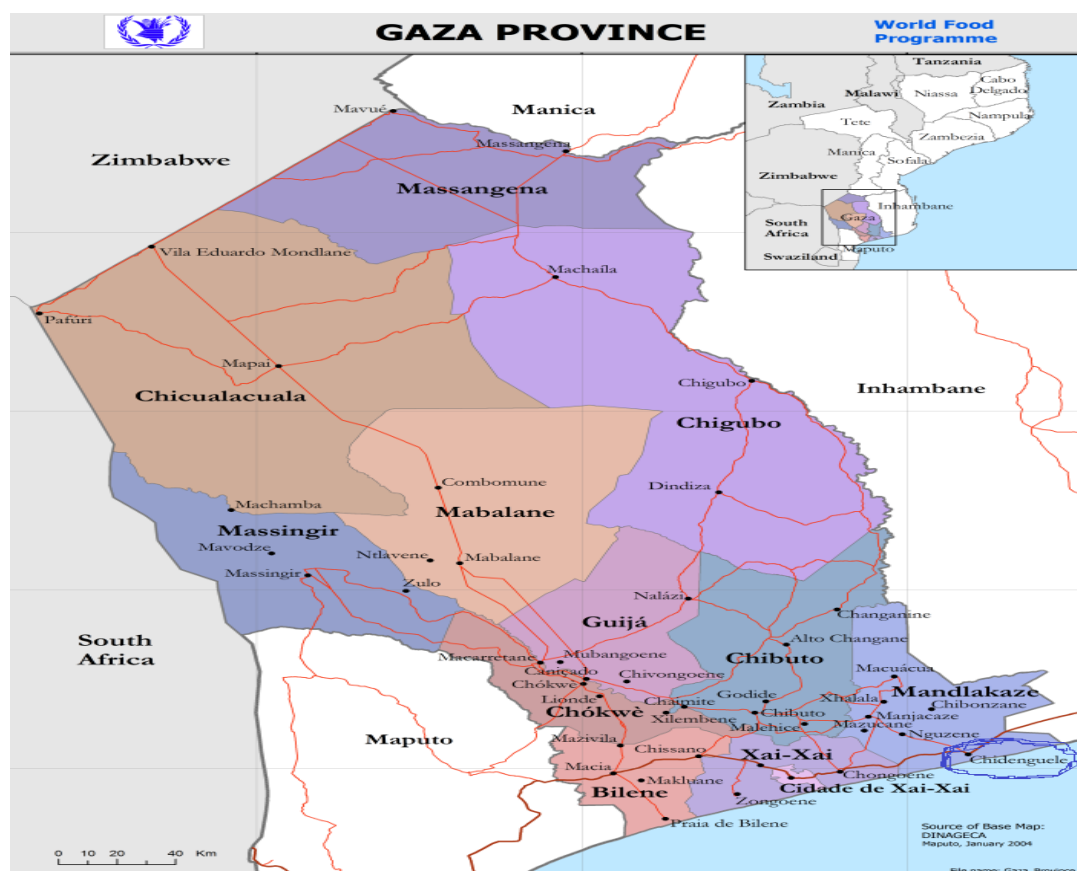 GAZA PROVINCE
World Food
Programme
Tanzania
Cabo
Delgado
Niassa
Malawi
Zambia
Nampula
Tete
Zambezia
Manica
Sofala
Zimbabwe
Inhambane
Gaza
South
Africa
Maputo
Swaziland
Manica
Mavué
Massangena
Zimbabwe
Massangena
Vila Eduardo Mondlane
Machaíla
Pafúri
Mapai
Chigubo
Inhambane
Chicualacuala
Chigubo
Combomune
Dindiza
Machamba
Mabalane
Massingir
Mavodze
Ntlavene
Mabalane
Massingir
Zulo
Nalázi
Changanine
Guijá
South
Africa
Alto Changane
Macarretane
Mubangoene
Chibuto
Macuácua
Caniçado
Chivongoene
Chókwè
Lionde
Chaimite
Godide
Xhalala
Mandlakaze
Chibonzane
Chókwè
Xilembene
Chibuto
Manjacaze
Malehice
Mazucane
Nguzene
Maputo
Mazivila
Chissano
Xai-Xai
Chidenguele
Macia
Makluane
Chongoene
Bilene
Cidade de Xai-Xai
Zongoene
Praia de Bilene
Source of Base Map:
DINAGECA
Maputo, January 2004
0 10 20 40 Km
File name: Gaza_Province